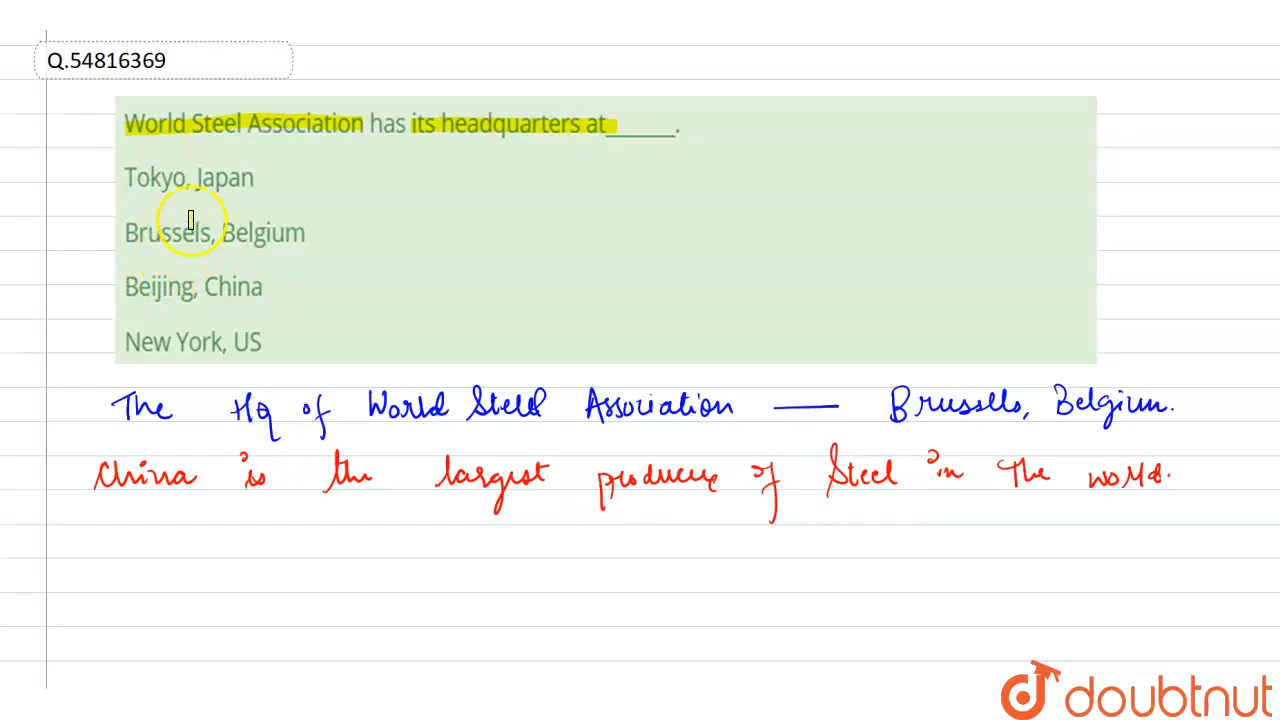 Q.54816369
World Steel Association has its headquarters at______.
Tokyo, Japan
Brussels, Belgium
Beijing, China
New York, US
The HQ of World Steel Association — Brussels, Belgium.
China is the largest producer of Steel in The world.
doubtnut